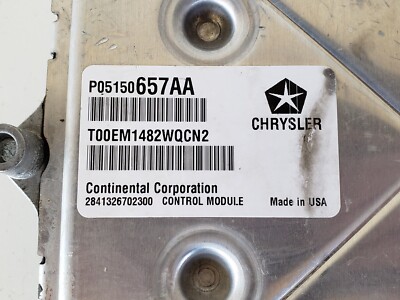 P05150657AA
CHRYSLER
T00EM1482WQCN2
Continental Corporation
2841326702300 CONTROL MODULE Made in USA